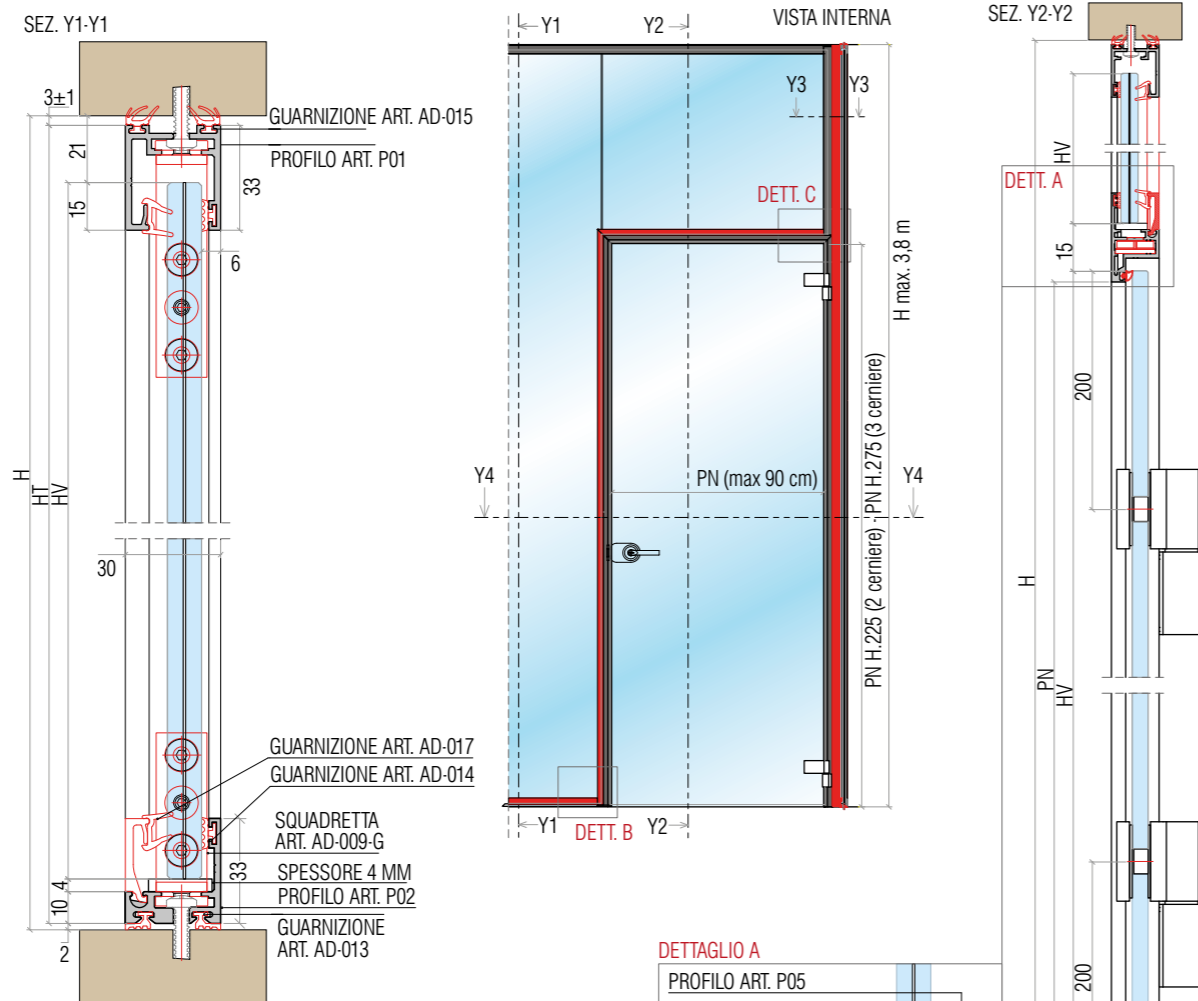 SEZ. Y1-Y1
3±1
21
15
33
6
GUARNIZIONE ART. AD-015
PROFILO ART. P01
H
HT
HV
30
GUARNIZIONE ART. AD-017
GUARNIZIONE ART. AD-014
SQUADRETTA
ART. AD-009-G
SPESSORE 4 MM
PROFILO ART. P02
GUARNIZIONE
ART. AD-013
33
4
10
2
Y1
Y2
VISTA INTERNA
Y3
Y3
DETT. C
H max. 3,8 m
PN H.225 (2 cerniere) - PN H.275 (3 cerniere)
Y4
PN (max 90 cm)
Y4
Y1
Y2
DETT. B
SEZ. Y2-Y2
HV
DETT. A
15
200
H
PN
HV
200
DETTAGLIO A
PROFILO ART. P05